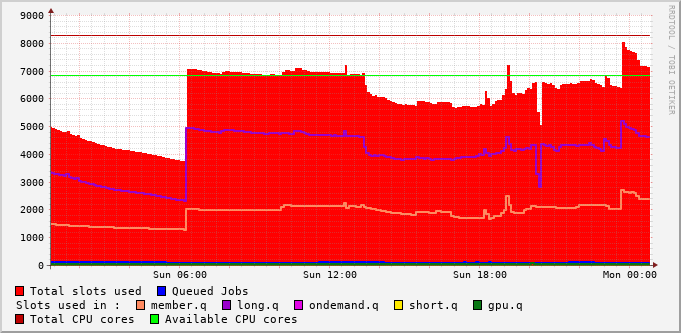 9000
8000
7000
6000
5000
4000
3000
2000
1000
0
Sun 06:00 Sun 12:00 Sun 18:00 Mon 00:00
RRDTOOL / TOBI OETIKER
Total slots used Queued Jobs
Slots used in : member.q long.q ondemand.q short.q gpu.q
Total CPU cores Available CPU cores